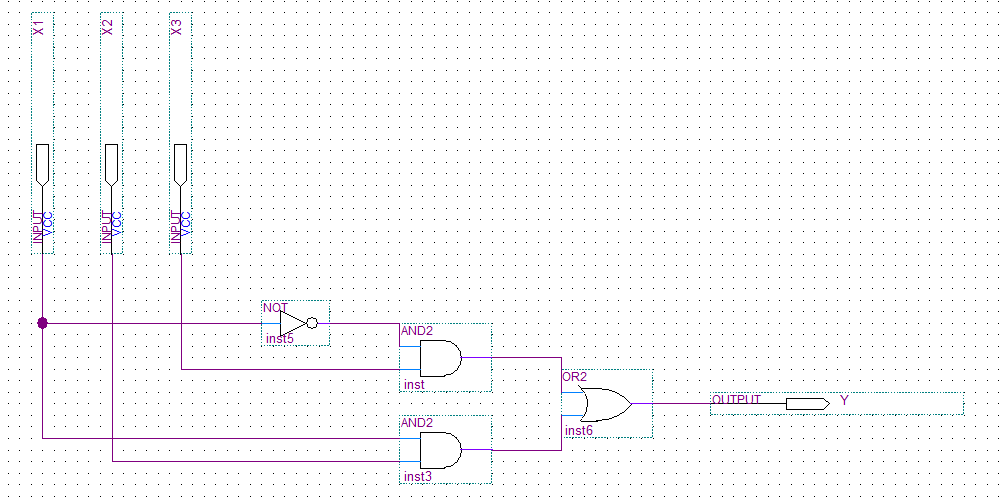 X1
X2
X3
INPUT
VCC
INPUT
VCC
INPUT
VCC
NOT
inst5
AND2
inst
OR2
inst6
OUTPUT
Y
AND2
inst3